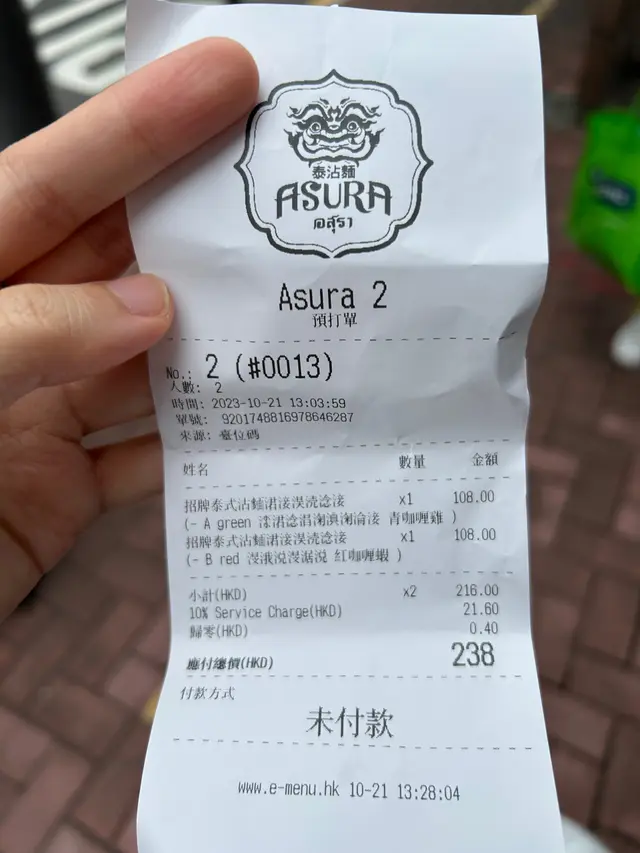 泰沾麵
ASURA
อสุรา
Asura 2
預打單
No.: 2 (#0013)
人數: 2
時間: 2023-10-21 13:03:59
單號: 9201748816978646287
來源: 臺位碼
姓名 數量 金額
招牌泰式沾麵 x1 108.00
(- A green 青咖喱雞 )
招牌泰式沾麵 x1 108.00
(- B red 紅咖喱蝦 )
小計(HKD) x2 216.00
10% Service Charge(HKD) 21.60
歸零(HKD) 0.40
應付總價(HKD) 238
付款方式
未付款
www.e-menu.hk 10-21 13:28:04